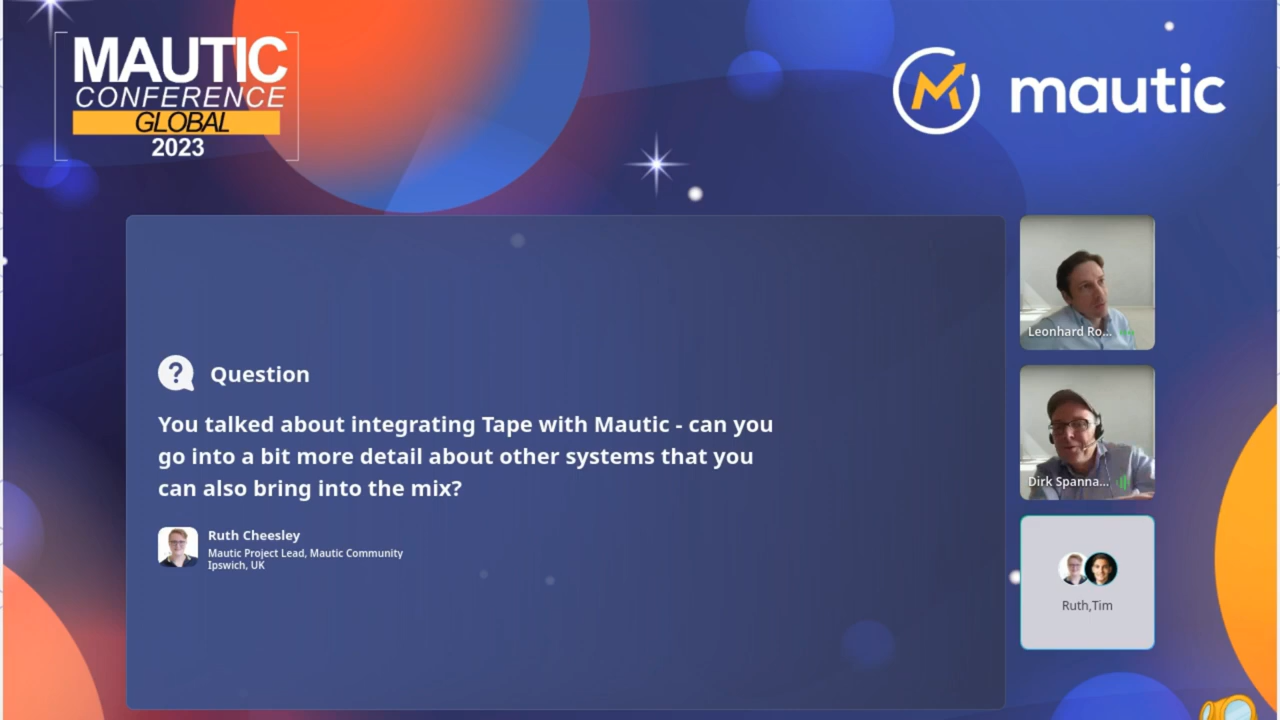 MAUTIC
CONFERENCE
GLOBAL
2023
mautic
Question
You talked about integrating Tape with Mautic - can you
go into a bit more detail about other systems that you
can also bring into the mix?
Ruth Cheesley
Mautic Project Lead, Mautic Community
Ipswich, UK
Leonhard Ro...
Dirk Spanna...
Ruth,Tim